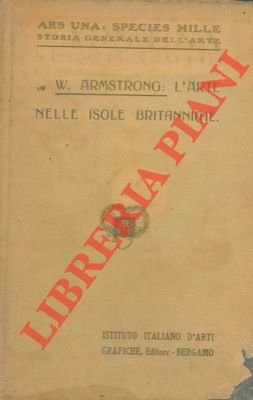 ARS UNA: SPECIES MILLE
STORIA GENERALE DELL'ARTE
W. ARMSTRONG: L'ARTE
NELLE ISOLE BRITANNICHE.
LIBRERIA PIANI
ISTITUTO ITALIANO D'ARTI
GRAFICHE, Editore - BERGAMO